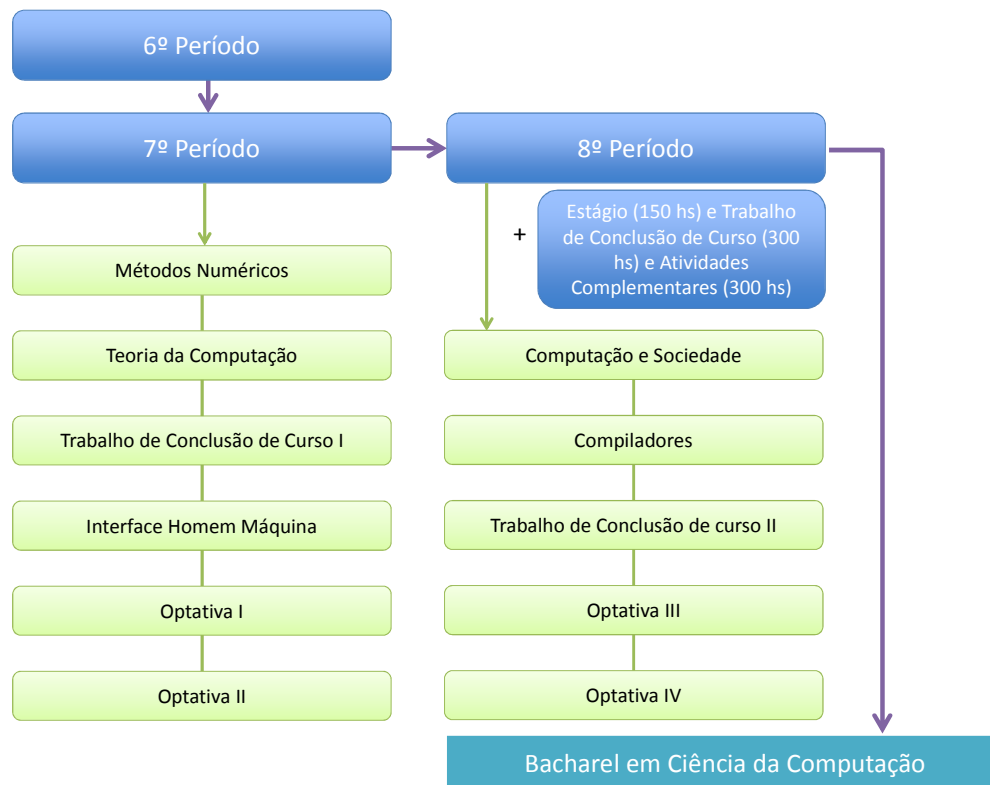 6º Período
7º Período
8º Período
+
Estágio (150 hs) e Trabalho
de Conclusão de Curso (300
hs) e Atividades
Complementares (300 hs)
Métodos Numéricos
Teoria da Computação
Trabalho de Conclusão de Curso I
Interface Homem Máquina
Optativa I
Optativa II
Computação e Sociedade
Compiladores
Trabalho de Conclusão de curso II
Optativa III
Optativa IV
Bacharel em Ciência da Computação